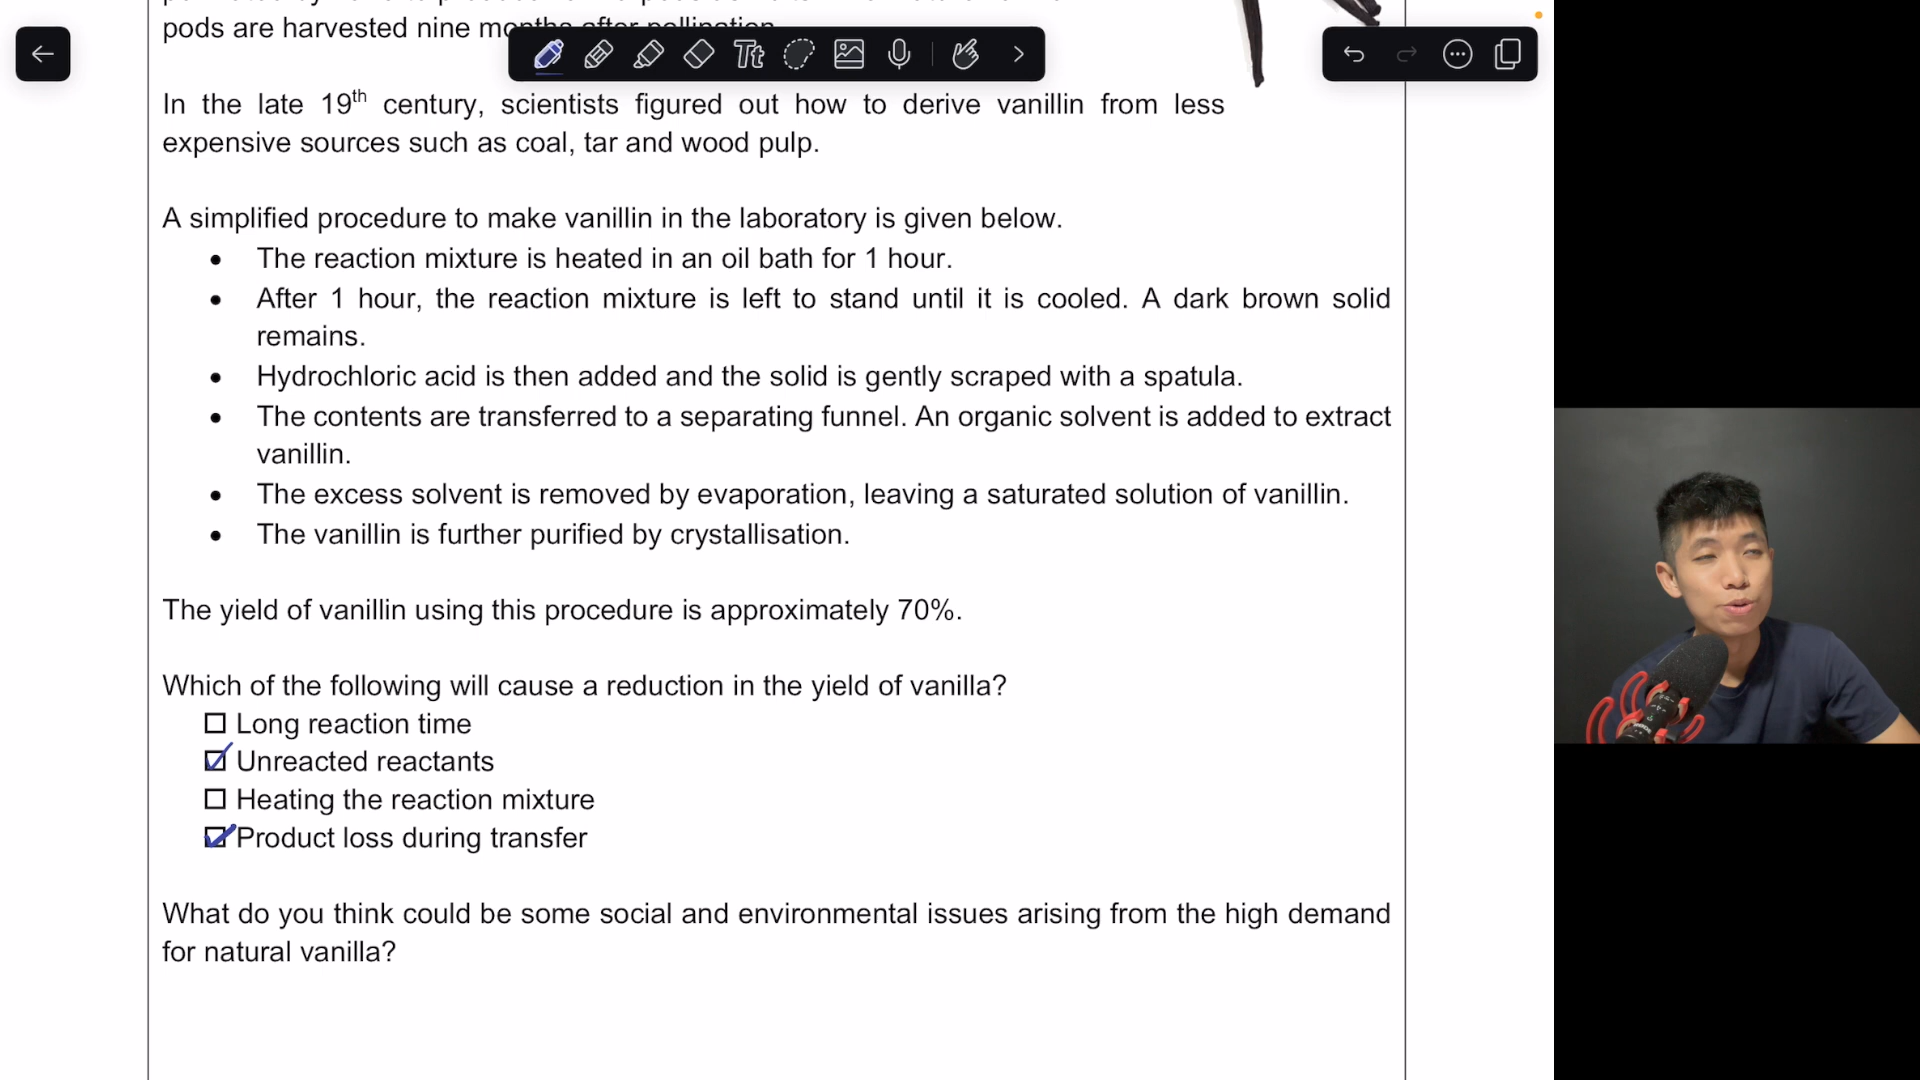 pods are harvested nine months after pollination.
In the late 19th century, scientists figured out how to derive vanillin from less
expensive sources such as coal, tar and wood pulp.
A simplified procedure to make vanillin in the laboratory is given below.
• The reaction mixture is heated in an oil bath for 1 hour.
• After 1 hour, the reaction mixture is left to stand until it is cooled. A dark brown solid
remains.
• Hydrochloric acid is then added and the solid is gently scraped with a spatula.
• The contents are transferred to a separating funnel. An organic solvent is added to extract
vanillin.
• The excess solvent is removed by evaporation, leaving a saturated solution of vanillin.
• The vanillin is further purified by crystallisation.
The yield of vanillin using this procedure is approximately 70%.
Which of the following will cause a reduction in the yield of vanilla?
☐ Long reaction time
☑ Unreacted reactants
☐ Heating the reaction mixture
☑ Product loss during transfer
What do you think could be some social and environmental issues arising from the high demand
for natural vanilla?
Tt